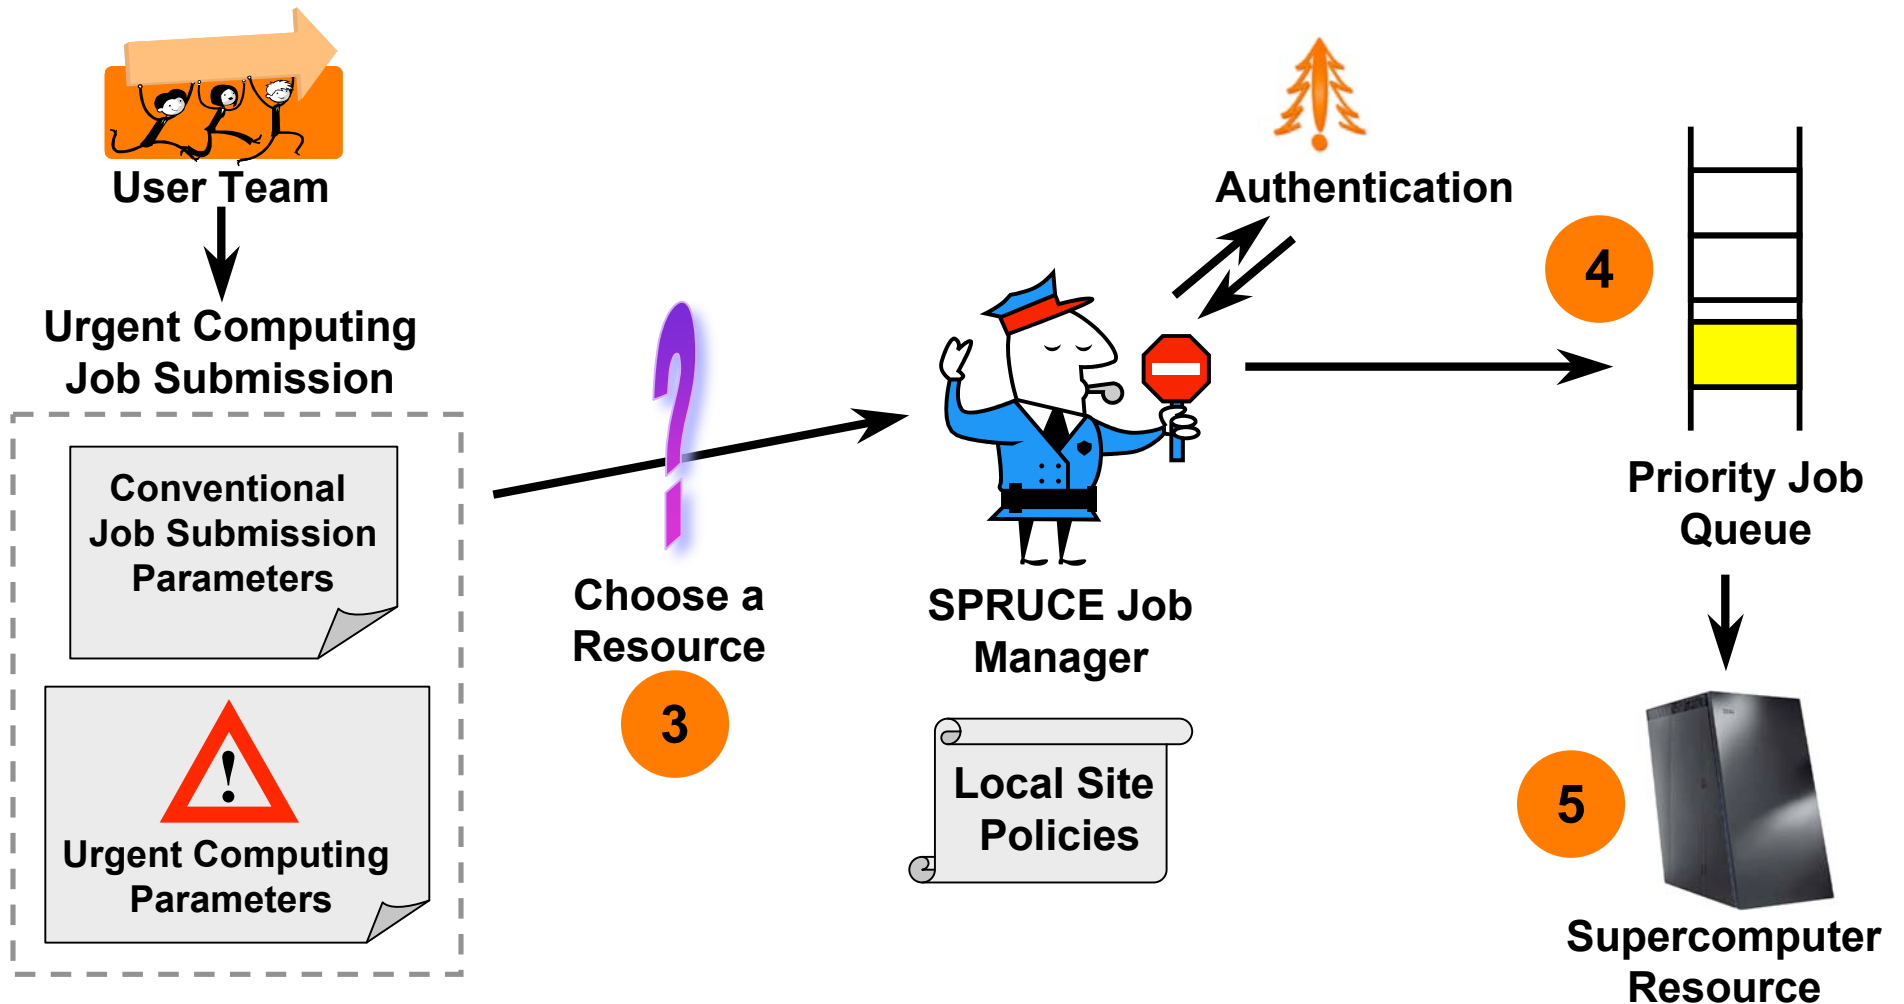 User Team
Urgent Computing
Job Submission
Conventional
Job Submission
Parameters
!
Urgent Computing
Parameters
Choose a
Resource
3
SPRUCE Job
Manager
Local Site
Policies
Authentication
4
Priority Job
Queue
5
Supercomputer
Resource